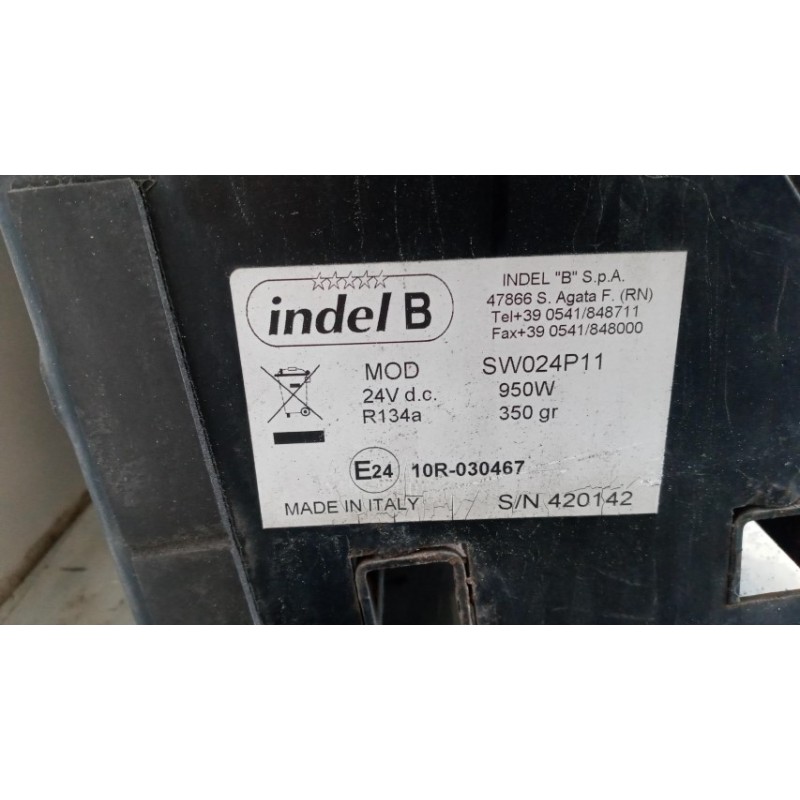 indel B
INDEL "B" S.p.A.
47866 S. Agata F. (RN)
Tel+39 0541/848711
Fax+39 0541/848000
MOD SW024P11
24V d.c. 950W
R134a 350 gr
E24 10R-030467
MADE IN ITALY S/N 420142